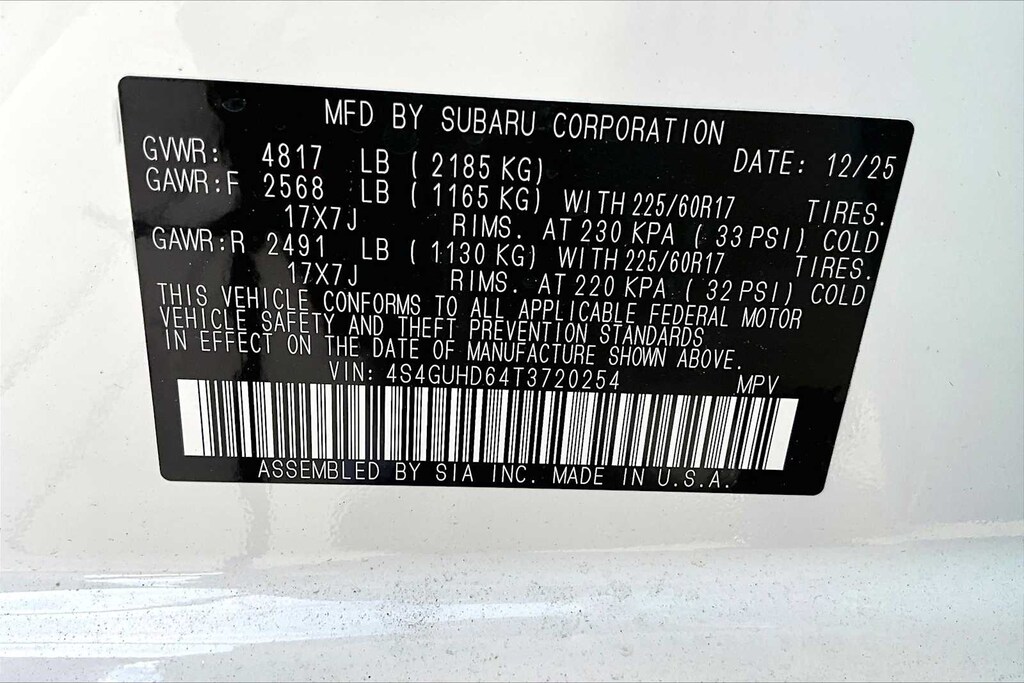 MFD BY SUBARU CORPORATION
GVWR: 4817 LB ( 2185 KG) DATE: 12/25
GAWR:F 2568 LB ( 1165 KG) WITH 225/60R17 TIRES.
17X7J RIMS. AT 230 KPA ( 33 PSI) COLD
GAWR:R 2491 LB ( 1130 KG) WITH 225/60R17 TIRES.
17X7J RIMS. AT 220 KPA ( 32 PSI) COLD
THIS VEHICLE CONFORMS TO ALL APPLICABLE FEDERAL MOTOR
VEHICLE SAFETY AND THEFT PREVENTION STANDARDS
IN EFFECT ON THE DATE OF MANUFACTURE SHOWN ABOVE.
VIN: 4S4GUHD64T3720254 MPV
ASSEMBLED BY SIA INC. MADE IN U.S.A.